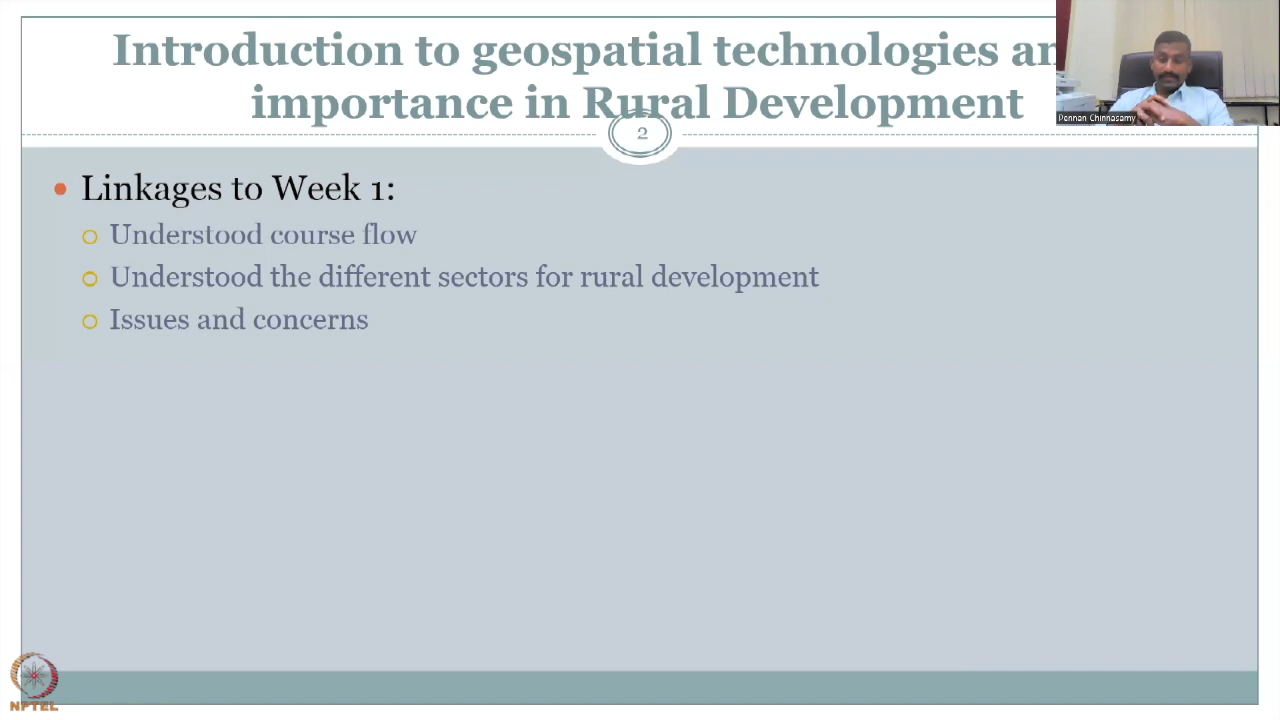 Introduction to geospatial technologies an
importance in Rural Development
2
Pennan Chinnasamy
Linkages to Week 1:
Understood course flow
Understood the different sectors for rural development
Issues and concerns
NPTEL